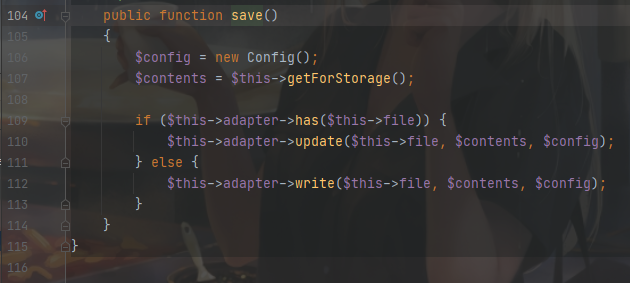 104 public function save()
105 {
106 $config = new Config();
107 $contents = $this->getForStorage();
108
109 if ($this->adapter->has($this->file)) {
110 $this->adapter->update($this->file, $contents, $config);
111 } else {
112 $this->adapter->write($this->file, $contents, $config);
113 }
114 }
115 }
116